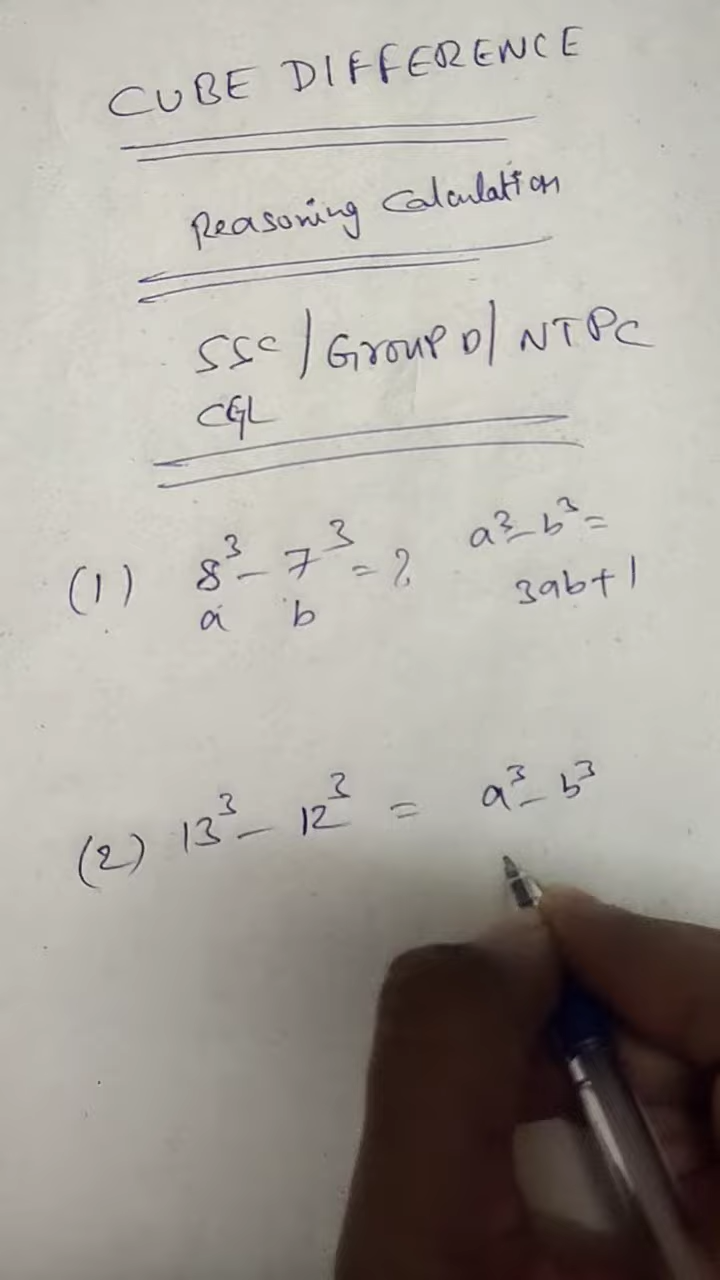 CUBE DIFFERENCE
Reasoning Calculation
SSC / Group D / NTPC
CGL
(1) 8³ - 7³ = ? a³ - b³ =
a b 3ab + 1
(2) 13³ - 12³ = a³ - b³